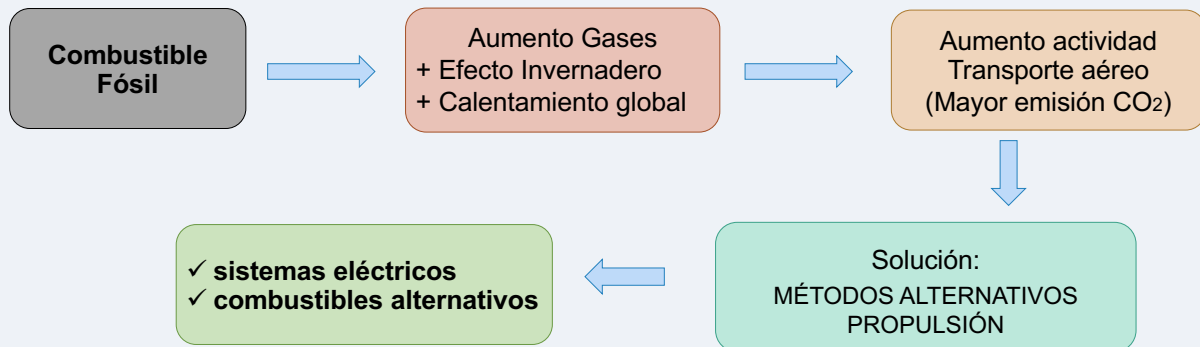 Combustible
Fósil
Aumento Gases
+ Efecto Invernadero
+ Calentamiento global
Aumento actividad
Transporte aéreo
(Mayor emisión CO₂)
Solución:
MÉTODOS ALTERNATIVOS
PROPULSIÓN
✓ sistemas eléctricos
✓ combustibles alternativos